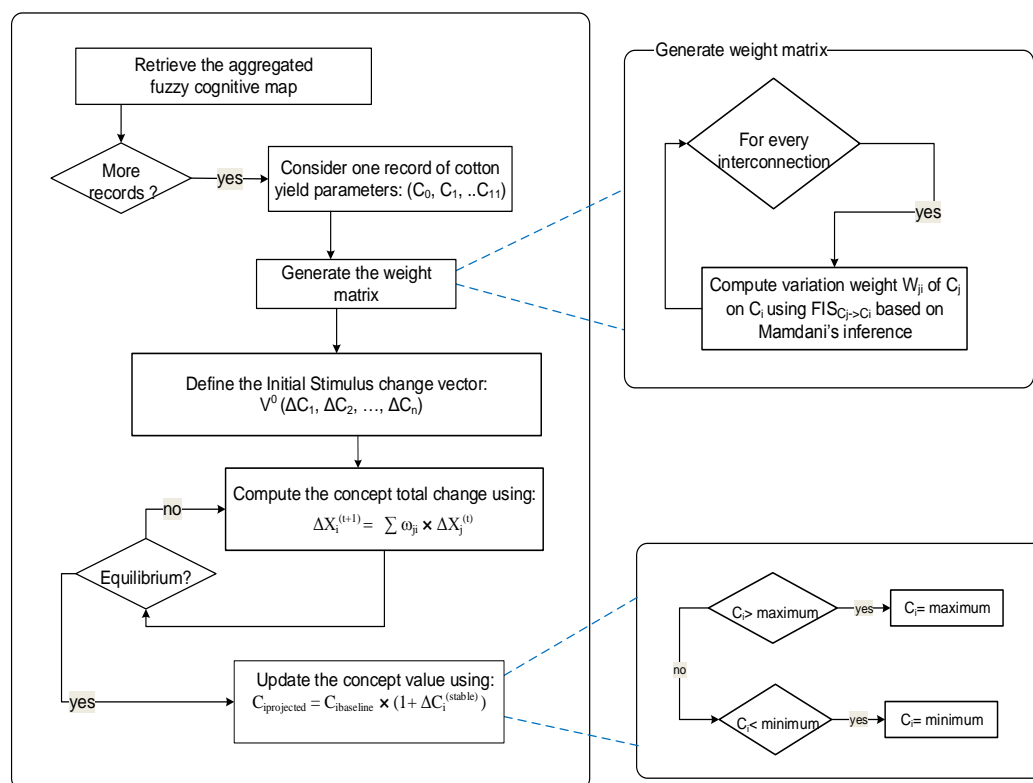 Retrieve the aggregated
fuzzy cognitive map
More
records ?
yes
Consider one record of cotton
yield parameters: (C₀, C₁, ..C₁₁)
Generate the weight
matrix
Define the Initial Stimulus change vector:
V⁰ (ΔC₁, ΔC₂, …, ΔCₙ)
Compute the concept total change using:
ΔXᵢ⁽ᵗ⁺¹⁾ = ∑ ωⱼᵢ × ΔXⱼ⁽ᵗ⁾
no
Equilibrium?
yes
Update the concept value using:
C_iprojected = C_ibaseline × (1+ ΔCᵢ^(stable) )
Generate weight matrix
For every
interconnection
yes
Compute variation weight Wⱼᵢ of Cⱼ
on Cᵢ using FIS_Cj->Ci based on
Mamdani’s inference
Cᵢ> maximum
yes
Cᵢ= maximum
no
Cᵢ< minimum
yes
Cᵢ= minimum